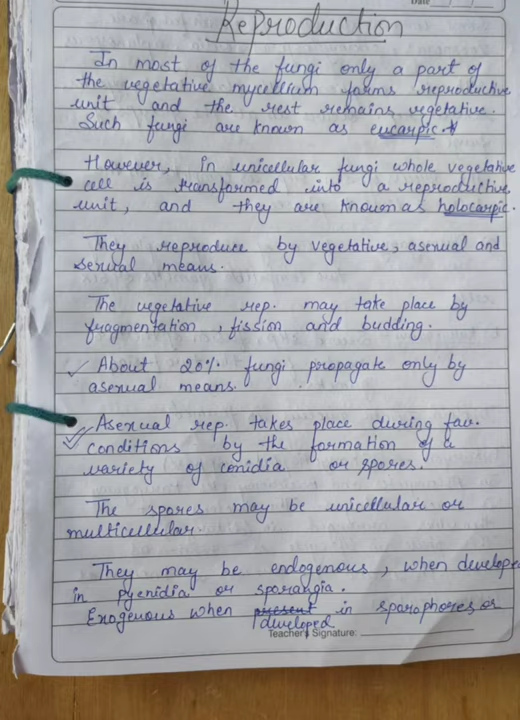 Date
Reproduction
In most of the fungi only a part of
the vegetative mycellium forms reproductive
unit and the rest remains vegetative.
Such fungi are known as eucarpic
However, in unicellular fungi whole vegetative
cell is transformed into a reproductive
unit, and they are known as holocarpic.
They reproduce by vegetative, asexual and
sexual means.
The vegetative rep. may take place by
fragmentation, fission and budding.
About 20% fungi propagate only by
asexual means.
Asexual rep. takes place during fav.
conditions by the formation of a
variety of conidia or spores.
The spores may be unicellular or
multicellular.
They may be endogenous, when develope
in pycnidia or sporangia.
Exogenous when present in sporaphores or
developed
Teacher's Signature: